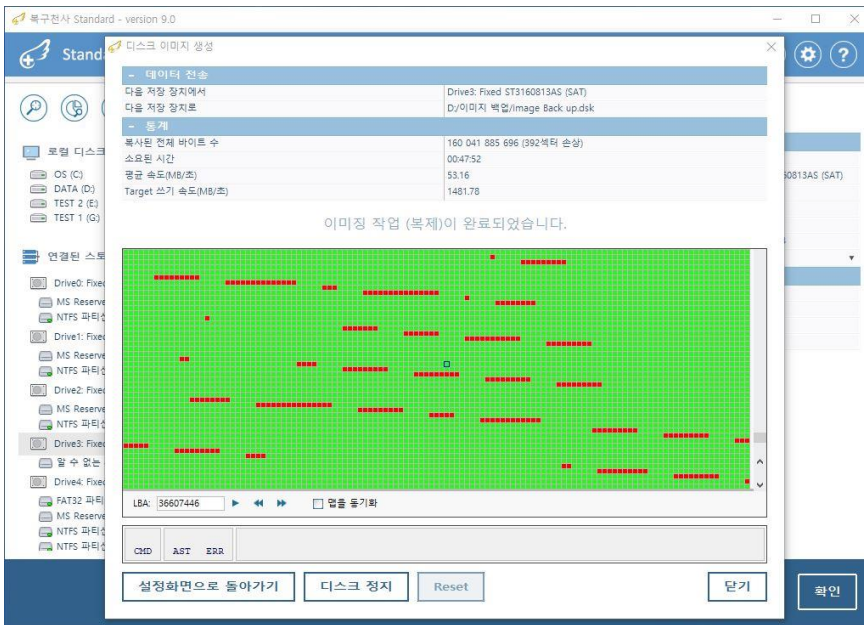 복구전사 Standard - version 9.0
Stand
디스크 이미지 생성
− 데이터 전송
다음 저장 장치에서 Drive3: Fixed ST3160813AS (SAT)
다음 저장 장치로 D:/이미지 백업/image Back up.dsk
− 통계
복사된 전체 바이트 수 160 041 885 696 (392섹터 손상)
소요된 시간 00:47:52
평균 속도(MB/초) 53.16
Target 쓰기 속도(MB/초) 1481.78
이미징 작업 (복제)이 완료되었습니다.
LBA: 36607446 맵을 동기화
CMD AST ERR
설정화면으로 돌아가기 디스크 정지 Reset 닫기
로컬 디스크
OS (C:)
DATA (D:)
TEST 2 (E:)
TEST 1 (G:)
연결된 스토
Drive0: Fixed
MS Reserve
NTFS 파티션
Drive1: Fixed
MS Reserve
NTFS 파티션
Drive2: Fixed
MS Reserve
NTFS 파티션
Drive3: Fixed
알 수 없는
Drive4: Fixed
FAT32 파티
MS Reserve
NTFS 파티션
NTFS 파티션
60813AS (SAT)
확인